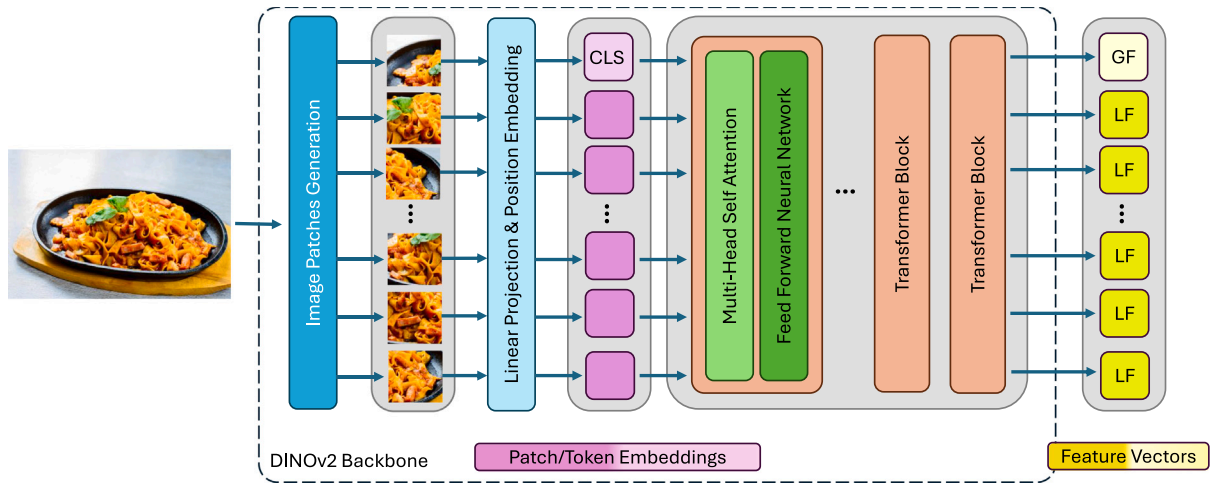 Image Patches Generation
Linear Projection & Position Embedding
CLS
Multi-Head Self Attention
Feed Forward Neural Network
...
Transformer Block
Transformer Block
GF
LF
LF
...
LF
LF
LF
DINOv2 Backbone
Patch/Token Embeddings
Feature Vectors